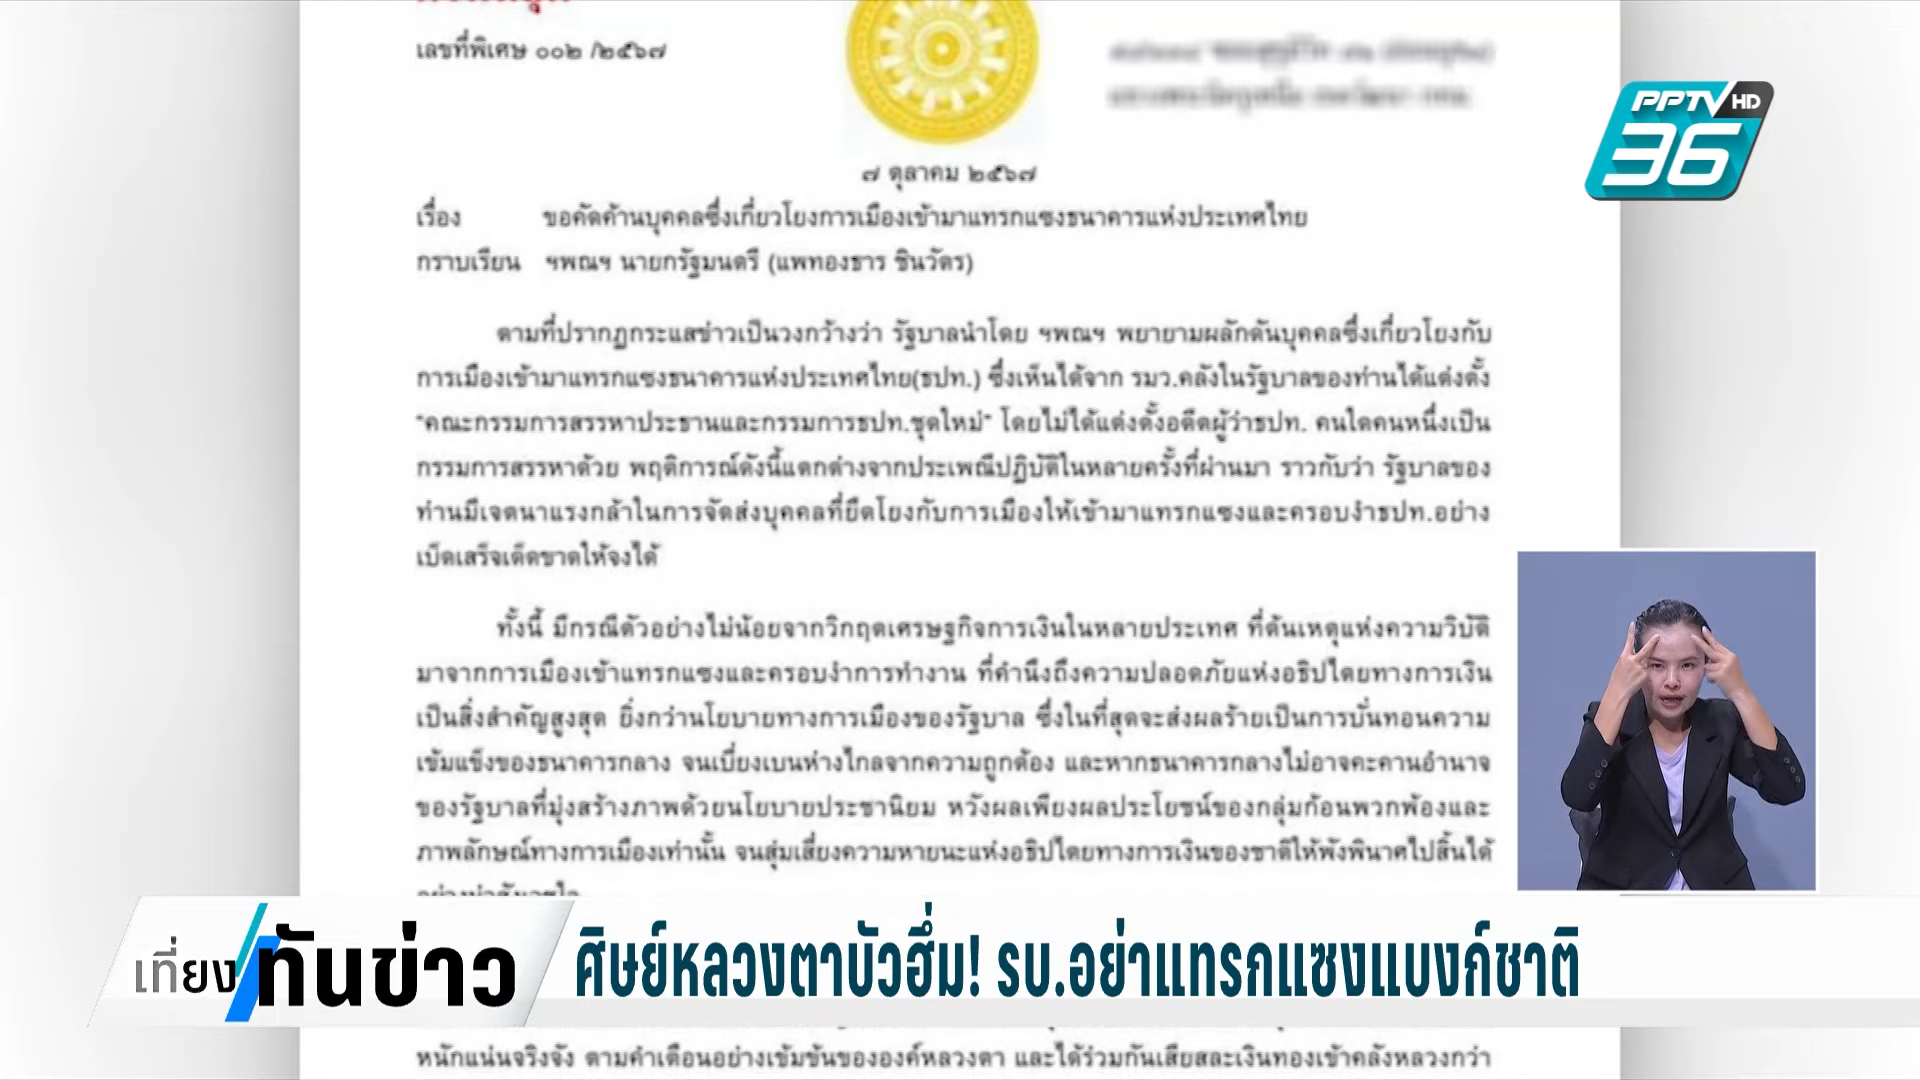 เลขที่พิเศษ ๐๐๒ /๒๕๖๗
PPTV HD
36
๗ ตุลาคม ๒๕๖๗
เรื่อง ขอคัดค้านบุคคลซึ่งเกี่ยวโยงการเมืองเข้ามาแทรกแซงธนาคารแห่งประเทศไทย
กราบเรียน ฯพณฯ นายกรัฐมนตรี (แพทองธาร ชินวัตร)
ตามที่ปรากฏกระแสข่าวเป็นวงกว้างว่า รัฐบาลนำโดย ฯพณฯ พยายามผลักดันบุคคลซึ่งเกี่ยวโยงกับ
การเมืองเข้ามาแทรกแซงธนาคารแห่งประเทศไทย(ธปท.) ซึ่งเห็นได้จาก รมว.คลังในรัฐบาลของท่านได้แต่งตั้ง
"คณะกรรมการสรรหาประธานและกรรมการธปท.ชุดใหม่" โดยไม่ได้แต่งตั้งอดีตผู้ว่าธปท. คนใดคนหนึ่งเป็น
กรรมการสรรหาด้วย พฤติการณ์ดังนี้แตกต่างจากประเพณีปฏิบัติในหลายครั้งที่ผ่านมา ราวกับว่า รัฐบาลของ
ท่านมีเจตนาแรงกล้าในการจัดส่งบุคคลที่ยึดโยงกับการเมืองให้เข้ามาแทรกแซงและครอบงำธปท.อย่าง
เบ็ดเสร็จเด็ดขาดให้จงได้
ทั้งนี้ มีกรณีตัวอย่างไม่น้อยจากวิกฤตเศรษฐกิจการเงินในหลายประเทศ ที่ต้นเหตุแห่งความวิบัติ
มาจากการเมืองเข้าแทรกแซงและครอบงำการทำงาน ที่คำนึงถึงความปลอดภัยแห่งอธิปไตยทางการเงิน
เป็นสิ่งสำคัญสูงสุด ยิ่งกว่านโยบายทางการเมืองของรัฐบาล ซึ่งในที่สุดจะส่งผลร้ายเป็นการบั่นทอนความ
เข้มแข็งของธนาคารกลาง จนเบี่ยงเบนห่างไกลจากความถูกต้อง และหากธนาคารกลางไม่อาจคะคานอำนาจ
ของรัฐบาลที่มุ่งสร้างภาพด้วยนโยบายประชานิยม หวังผลเพียงผลประโยชน์ของกลุ่มก้อนพวกพ้องและ
ภาพลักษณ์ทางการเมืองเท่านั้น จนสุ่มเสี่ยงความหายนะแห่งอธิปไตยทางการเงินของชาติให้พังพินาศไปสิ้นได้
เที่ยงทันข่าว
ศิษย์หลวงตาบัวฮึ่ม! รบ.อย่าแทรกแซงแบงก์ชาติ
หนักแน่นจริงจัง ตามคำเตือนอย่างเข้มข้นขององค์หลวงตา และได้ร่วมกันเสียสละเงินทองเข้าคลังหลวงกว่า